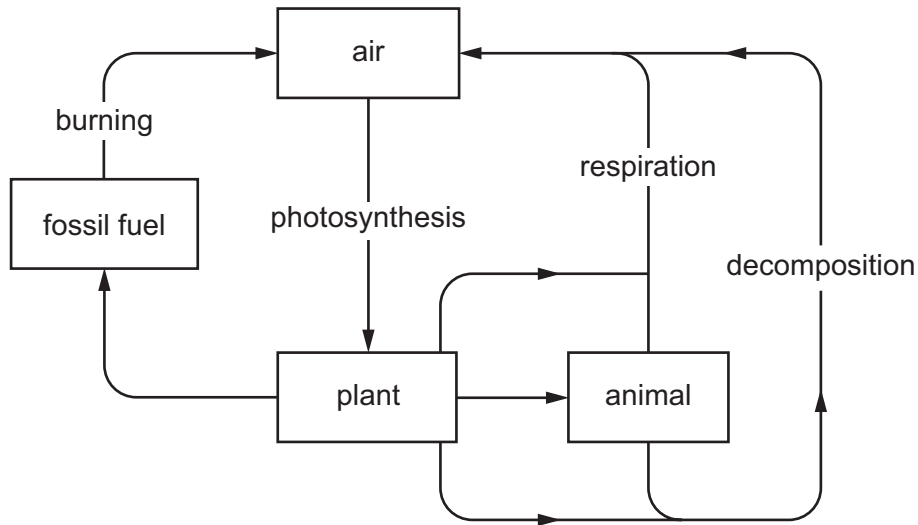 air
burning
respiration
fossil fuel
photosynthesis
decomposition
plant
animal